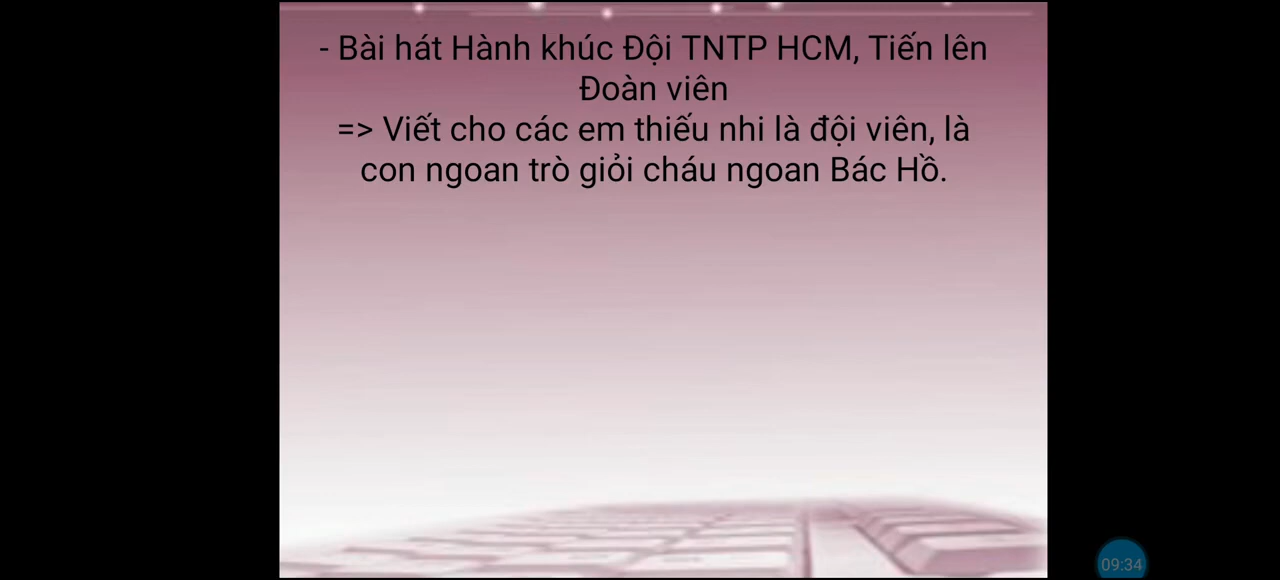 - Bài hát Hành khúc Đội TNTP HCM, Tiến lên
Đoàn viên
=> Viết cho các em thiếu nhi là đội viên, là
con ngoan trò giỏi cháu ngoan Bác Hồ.
09:34